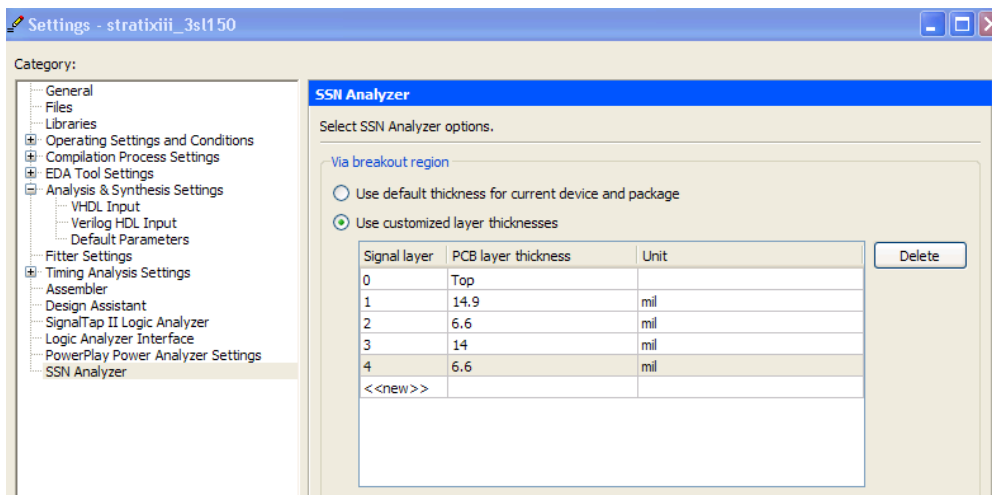 Settings - stratixiii_3sl150
Category:
General
Files
Libraries
Operating Settings and Conditions
Compilation Process Settings
EDA Tool Settings
Analysis & Synthesis Settings
VHDL Input
Verilog HDL Input
Default Parameters
Fitter Settings
Timing Analysis Settings
Assembler
Design Assistant
SignalTap II Logic Analyzer
Logic Analyzer Interface
PowerPlay Power Analyzer Settings
SSN Analyzer
SSN Analyzer
Select SSN Analyzer options.
Via breakout region
Use default thickness for current device and package
Use customized layer thicknesses
Signal layer PCB layer thickness Unit
0 Top
1 14.9 mil
2 6.6 mil
3 14 mil
4 6.6 mil
<<new>>
Delete